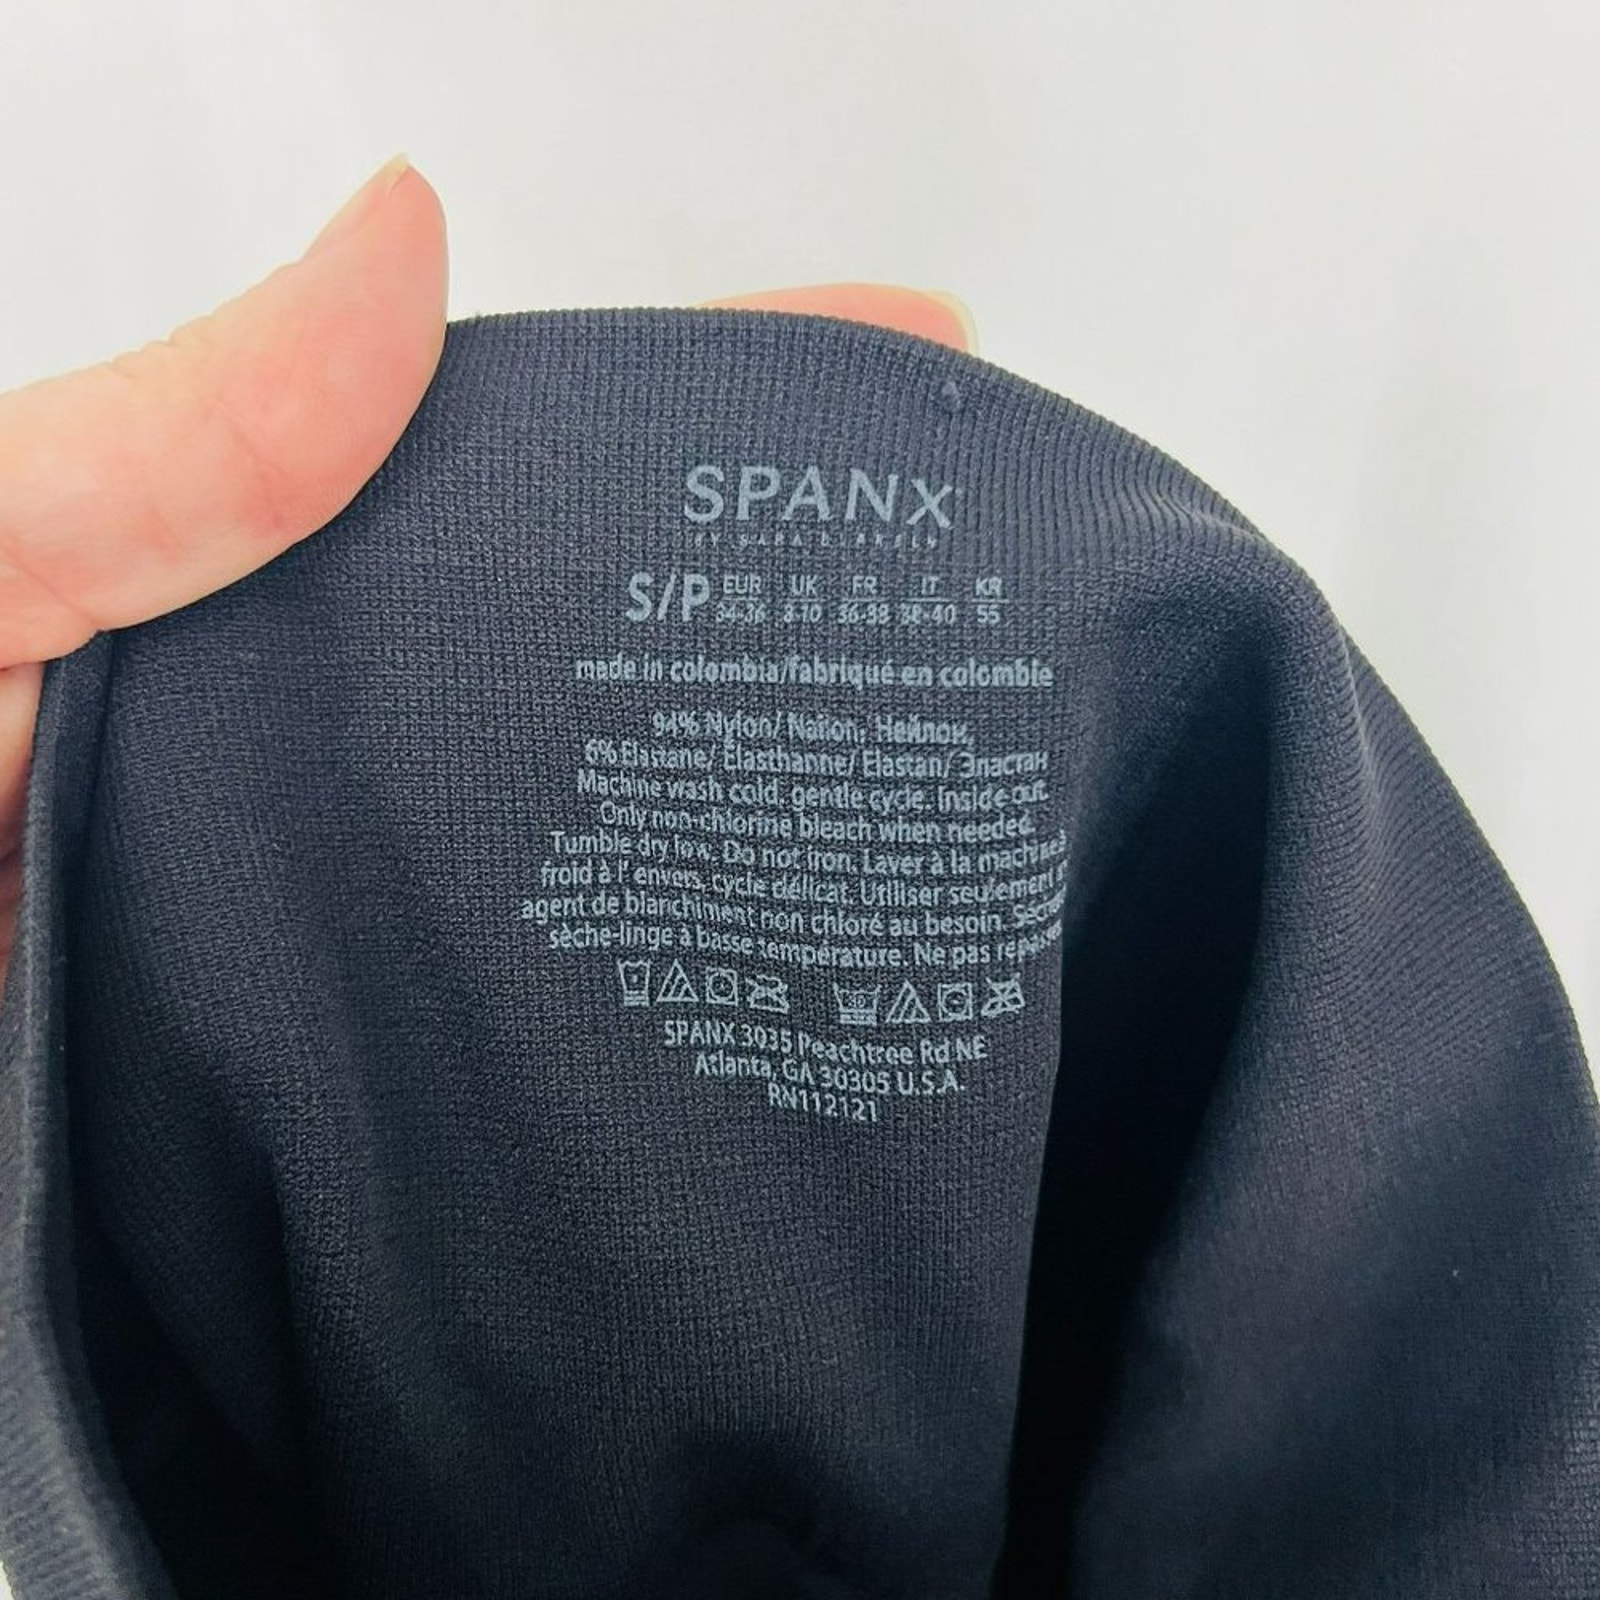 SPANX
BY SARA BLAKELY
S/P EUR UK FR IT KR
34-36 8-10 36-38 38-40 55
made in colombia/fabriqué en colombie
94% Nylon/ Nailon, Нейлон,
6% Elastane/ Élasthanne/ Elastan/ Эластан
Machine wash cold, gentle cycle. Inside out.
Only non-chlorine bleach when needed.
Tumble dry low. Do not iron. Laver à la machine à
froid à l'envers, cycle délicat. Utiliser seulement
agent de blanchiment non chloré au besoin.
sèche-linge à basse température. Ne pas
30°
SPANX 3035 Peachtree Rd NE
Atlanta, GA 30305 U.S.A.
RN112121